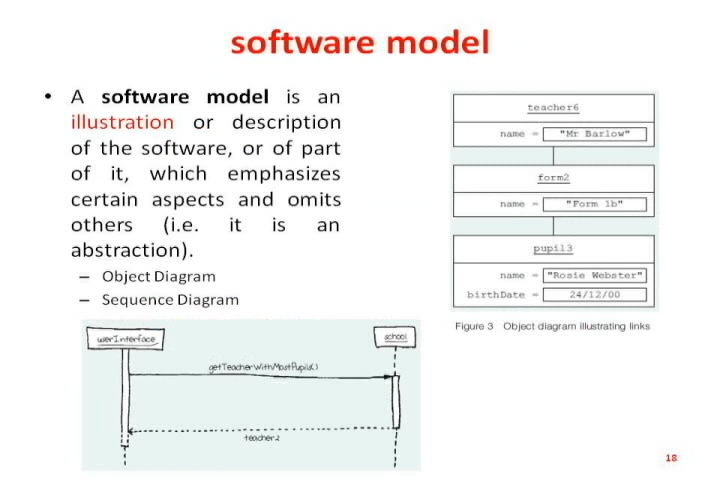 software model
• A software model is an
illustration or description
of the software, or of part
of it, which emphasizes
certain aspects and omits
others (i.e. it is an
abstraction).
– Object Diagram
– Sequence Diagram
teacher6
name = "Mr Barlow"
form2
name = "Form 1b"
pupil3
name = "Rosie Webster"
birthDate = 24/12/00
Figure 3 Object diagram illustrating links
userInterface
school
getTeacherWithMostPupils()
teacher2
18